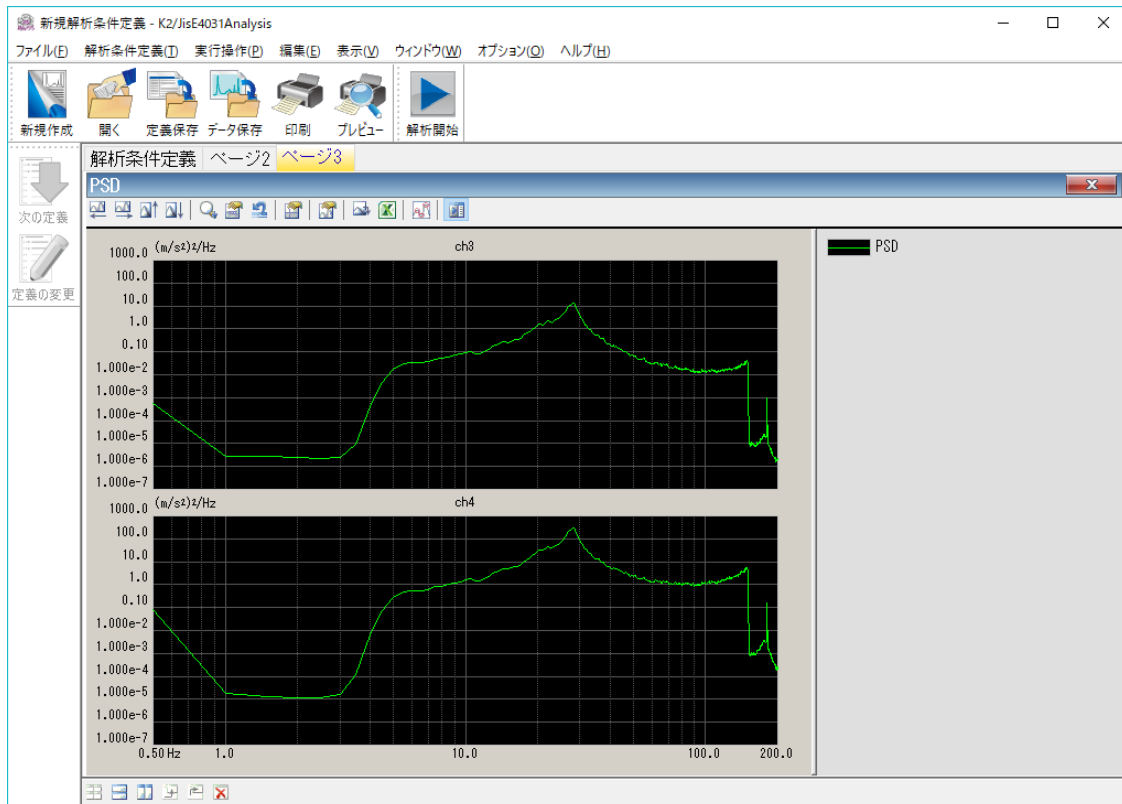 新規解析条件定義 - K2/JisE4031Analysis
ファイル(F) 解析条件定義(T) 実行操作(P) 編集(E) 表示(V) ウィンドウ(W) オプション(O) ヘルプ(H)
新規作成 開く 定義保存 データ保存 印刷 プレビュー 解析開始
次の定義
定義の変更
解析条件定義 ページ2 ページ3
PSD
1000.0 (m/s²)²/Hz ch3
100.0
10.0
1.0
0.10
1.000e-2
1.000e-3
1.000e-4
1.000e-5
1.000e-6
1.000e-7
1000.0 (m/s²)²/Hz ch4
100.0
10.0
1.0
0.10
1.000e-2
1.000e-3
1.000e-4
1.000e-5
1.000e-6
1.000e-7
0.50 Hz 1.0 10.0 100.0 200.0
PSD